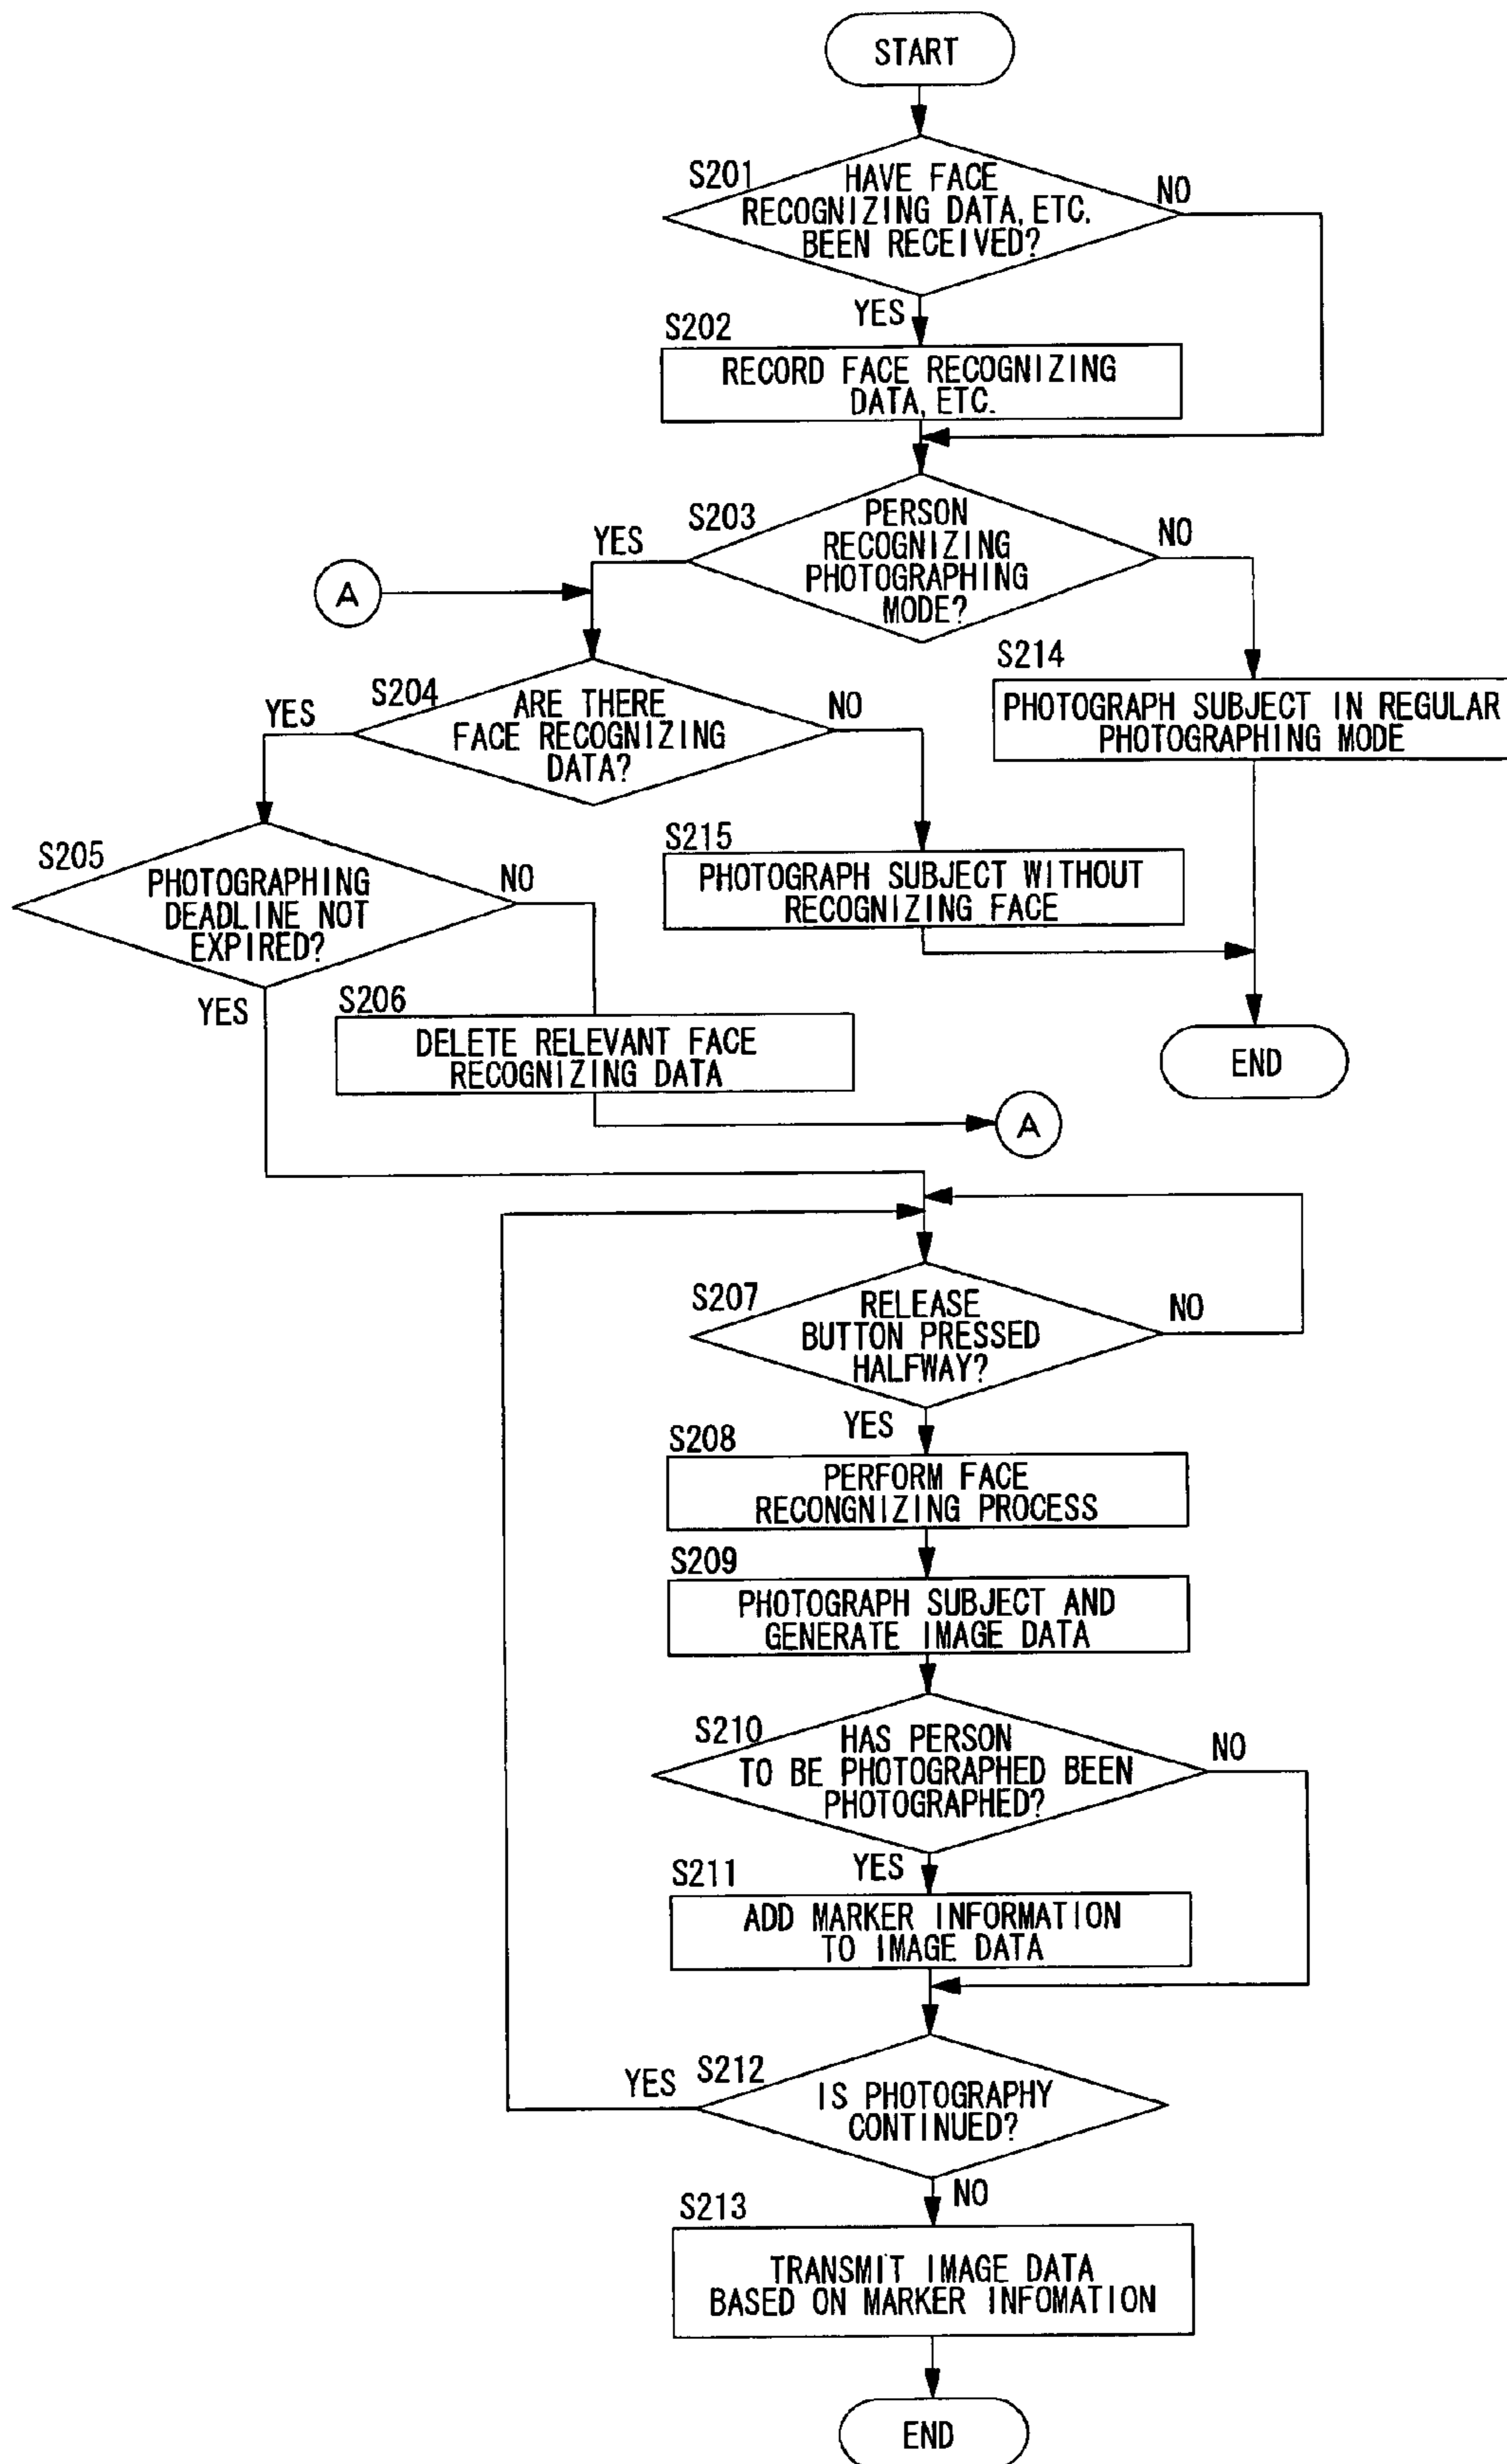 START
S201
HAVE FACE
RECOGNIZING DATA, ETC.
BEEN RECEIVED?
NO
YES
S202
RECORD FACE RECOGNIZING
DATA, ETC.
S203
PERSON
RECOGNIZING
PHOTOGRAPHING
MODE?
YES
NO
A
S204
ARE THERE
FACE RECOGNIZING
DATA?
YES
NO
S214
PHOTOGRAPH SUBJECT IN REGULAR
PHOTOGRAPHING MODE
S205
PHOTOGRAPHING
DEADLINE NOT
EXPIRED?
NO
YES
S215
PHOTOGRAPH SUBJECT WITHOUT
RECOGNIZING FACE
S206
DELETE RELEVANT FACE
RECOGNIZING DATA
END
A
S207
RELEASE
BUTTON PRESSED
HALFWAY?
NO
YES
S208
PERFORM FACE
RECONGNIZING PROCESS
S209
PHOTOGRAPH SUBJECT AND
GENERATE IMAGE DATA
S210
HAS PERSON
TO BE PHOTOGRAPHED BEEN
PHOTOGRAPHED?
NO
YES
S211
ADD MARKER INFORMATION
TO IMAGE DATA
S212
YES
IS PHOTOGRAPHY
CONTINUED?
NO
S213
TRANSMIT IMAGE DATA
BASED ON MARKER INFOMATION
END